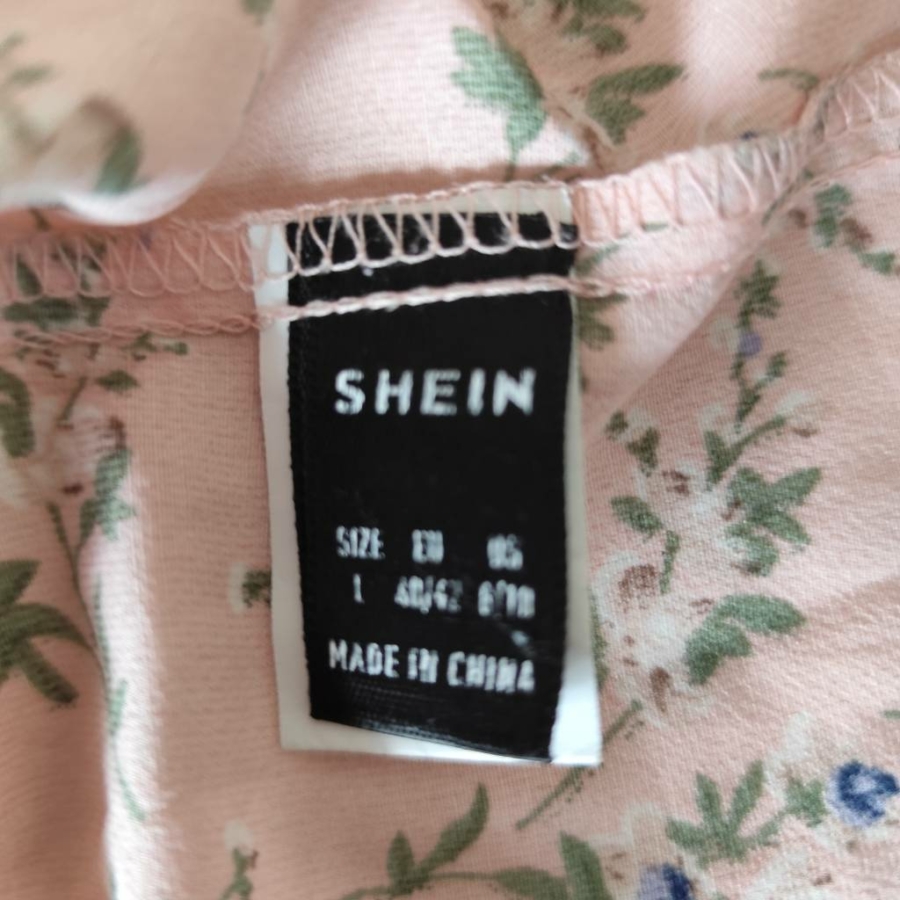 SHEIN
SIZE EU US
L 40/42 8/10
MADE IN CHINA